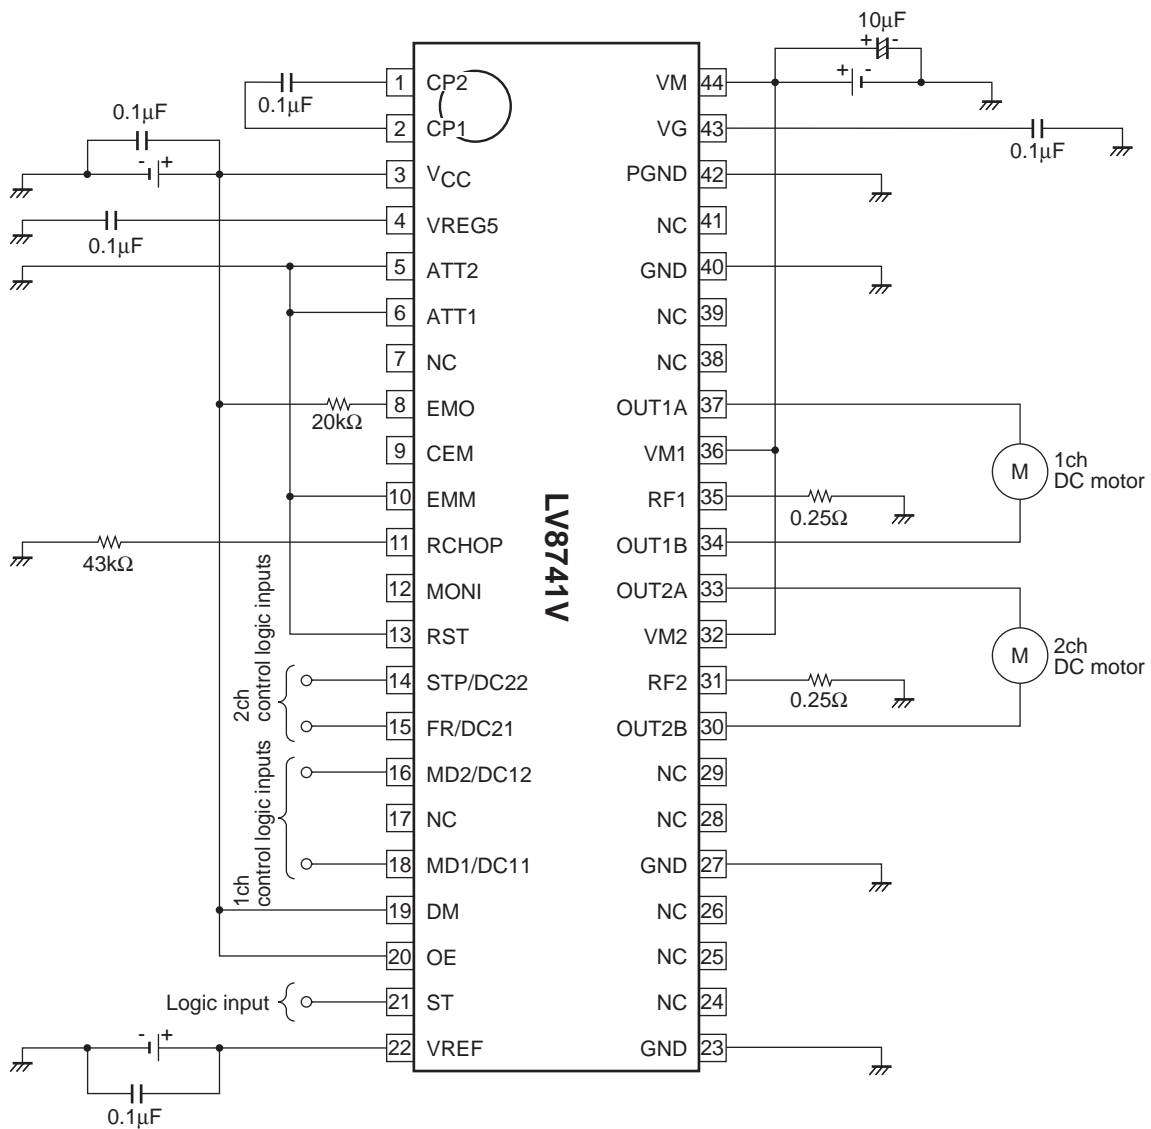 10μF
+ -
1 CP2
0.1μF
2 CP1
0.1μF
- +
3 VCC
4 VREG5
0.1μF
5 ATT2
6 ATT1
7 NC
8 EMO
20kΩ
9 CEM
10 EMM
11 RCHOP
43kΩ
12 MONI
13 RST
14 STP/DC22
15 FR/DC21
2ch
control logic inputs
16 MD2/DC12
17 NC
18 MD1/DC11
1ch
control logic inputs
19 DM
20 OE
Logic input
21 ST
- +
22 VREF
0.1μF
LV8741V
VM 44
+ -
VG 43
0.1μF
PGND 42
NC 41
GND 40
NC 39
NC 38
OUT1A 37
VM1 36
M
1ch
DC motor
RF1 35
0.25Ω
OUT1B 34
OUT2A 33
VM2 32
M
2ch
DC motor
RF2 31
0.25Ω
OUT2B 30
NC 29
NC 28
GND 27
NC 26
NC 25
NC 24
GND 23